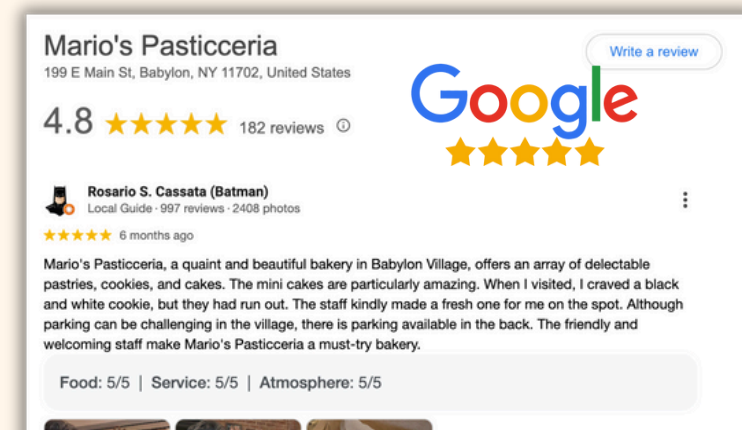 Mario's Pasticceria
Write a review
199 E Main St, Babylon, NY 11702, United States
Google
4.8 182 reviews
Rosario S. Cassata (Batman)
Local Guide · 997 reviews · 2408 photos
6 months ago
Mario's Pasticceria, a quaint and beautiful bakery in Babylon Village, offers an array of delectable
pastries, cookies, and cakes. The mini cakes are particularly amazing. When I visited, I craved a black
and white cookie, but they had run out. The staff kindly made a fresh one for me on the spot. Although
parking can be challenging in the village, there is parking available in the back. The friendly and
welcoming staff make Mario's Pasticceria a must-try bakery.
Food: 5/5 | Service: 5/5 | Atmosphere: 5/5